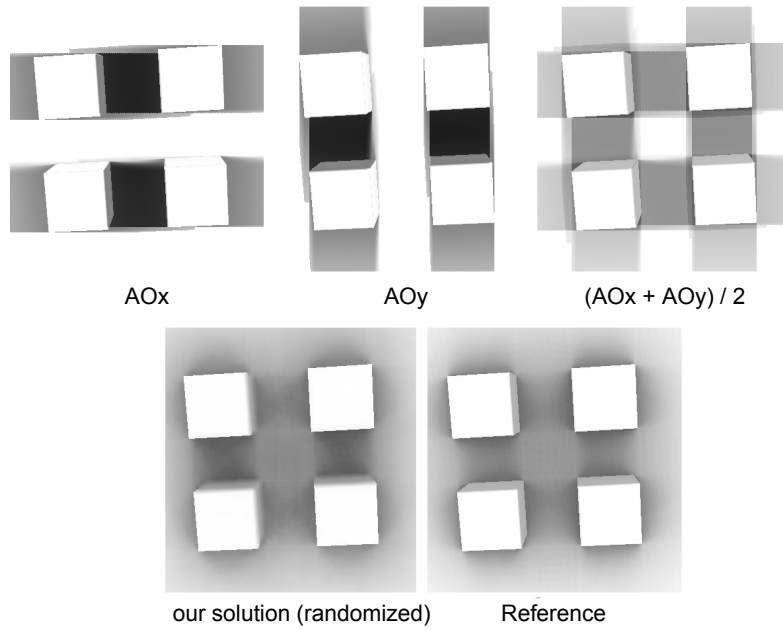 AOx
AOy
(AOx + AOy) / 2
our solution (randomized)
Reference